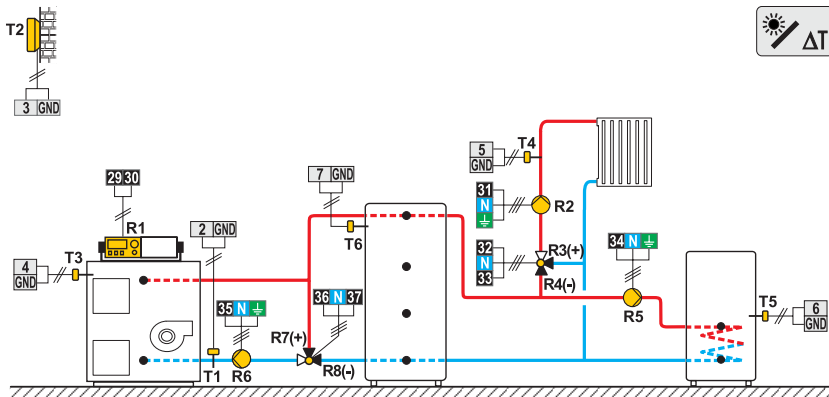 T2
ΔT
3 GND
29 30
R1
2 GND
7 GND
T6
5 GND
T4
31 N
R2
32 N 33
R3(+)
R4(-)
34 N
R5
T5
6 GND
4 GND
T3
35 N
36 N 37
R7(+)
R8(-)
T1
R6